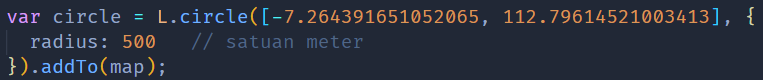 var circle = L.circle([-7.264391651052065, 112.79614521003413], {
  radius: 500   // satuan meter
}).addTo(map);